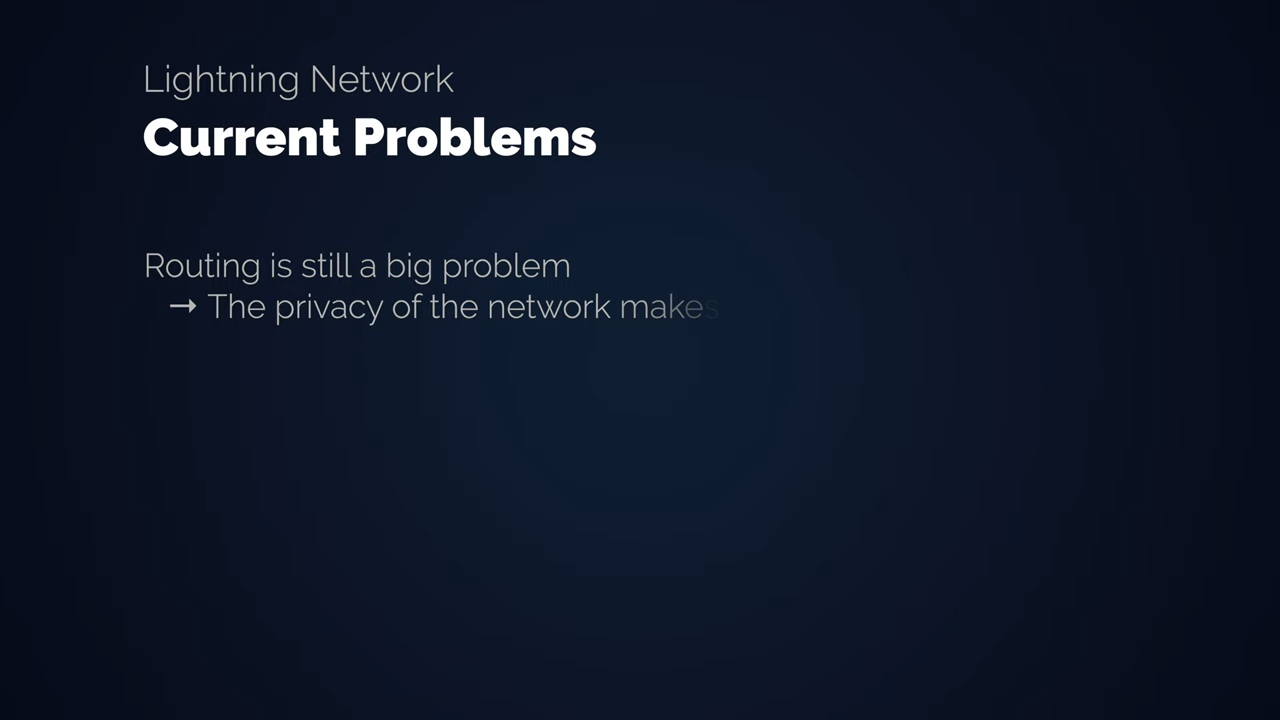 Lightning Network
Current Problems
Routing is still a big problem
→ The privacy of the network makes